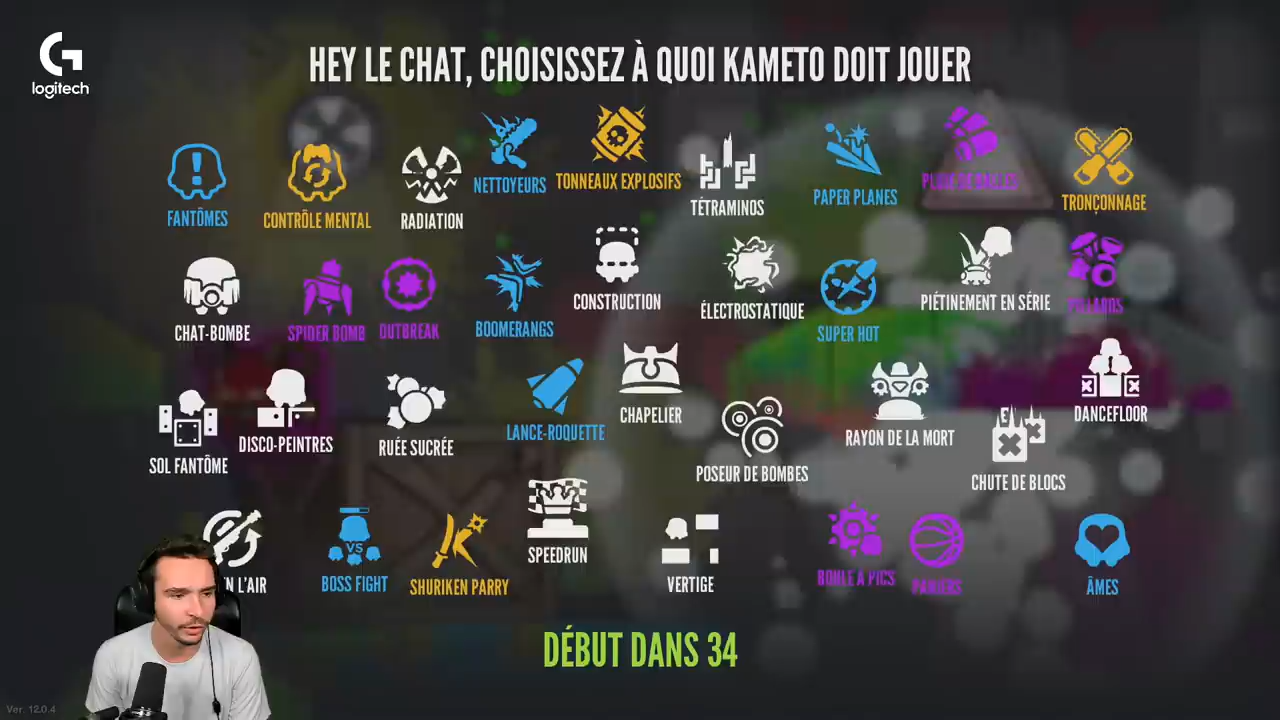 logitech
HEY LE CHAT, CHOISISSEZ À QUOI KAMETO DOIT JOUER
FANTÔMES
CONTRÔLE MENTAL
RADIATION
NETTOYEURS
TONNEAUX EXPLOSIFS
TÉTRAMINOS
PAPER PLANES
PLUIE DE BALLES
TRONÇONNAGE
CHAT-BOMBE
SPIDER BOMB
OUTBREAK
BOOMERANGS
CONSTRUCTION
ÉLECTROSTATIQUE
SUPER HOT
PIÉTINEMENT EN SÉRIE
SOL FANTÔME
DISCO-PEINTRES
RUÉE SUCRÉE
LANCE-ROQUETTE
CHAPELIER
POSEUR DE BOMBES
RAYON DE LA MORT
CHUTE DE BLOCS
DANCEFLOOR
N L'AIR
BOSS FIGHT
VS
SHURIKEN PARRY
SPEEDRUN
VERTIGE
BOULE À PICS
PANIERS
ÂMES
DÉBUT DANS 34
Ver. 12.0.4